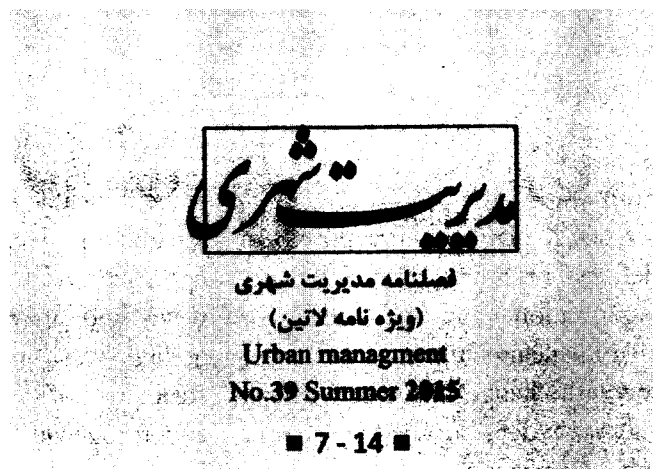 مدیریت شهری
فصلنامه مدیریت شهری
(ویژه نامه لاتین)
Urban managment
No.39 Summer 2015
■ 7 - 14 ■